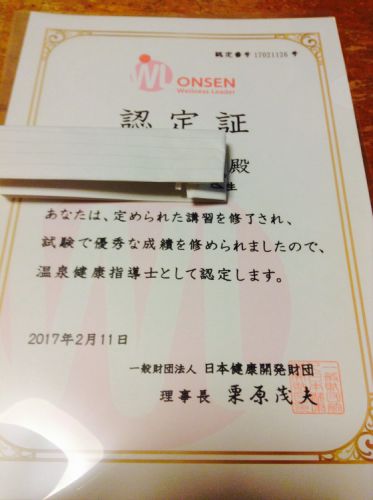 認定番号 17021126 号
WL ONSEN
Wellness Leader
認定証
殿
生
あなたは、定められた講習を修了され、
試験で優秀な成績を修められましたので、
温泉健康指導士として認定します。
2017年2月11日
一般財団法人 日本健康開発財団
理事長 栗原茂夫